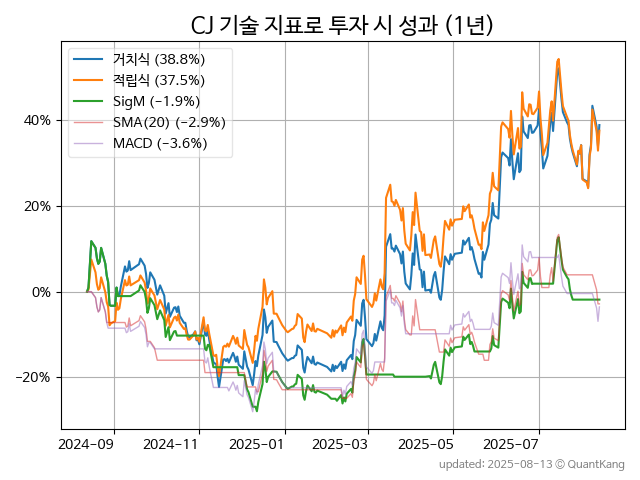 CJ 기술 지표로 투자 시 성과 (1년)
거치식 (38.8%)
적립식 (37.5%)
SigM (−1.9%)
SMA(20) (−2.9%)
MACD (−3.6%)
40%
20%
0%
−20%
2024-09 2024-11 2025-01 2025-03 2025-05 2025-07
updated: 2025-08-13 © QuantKang